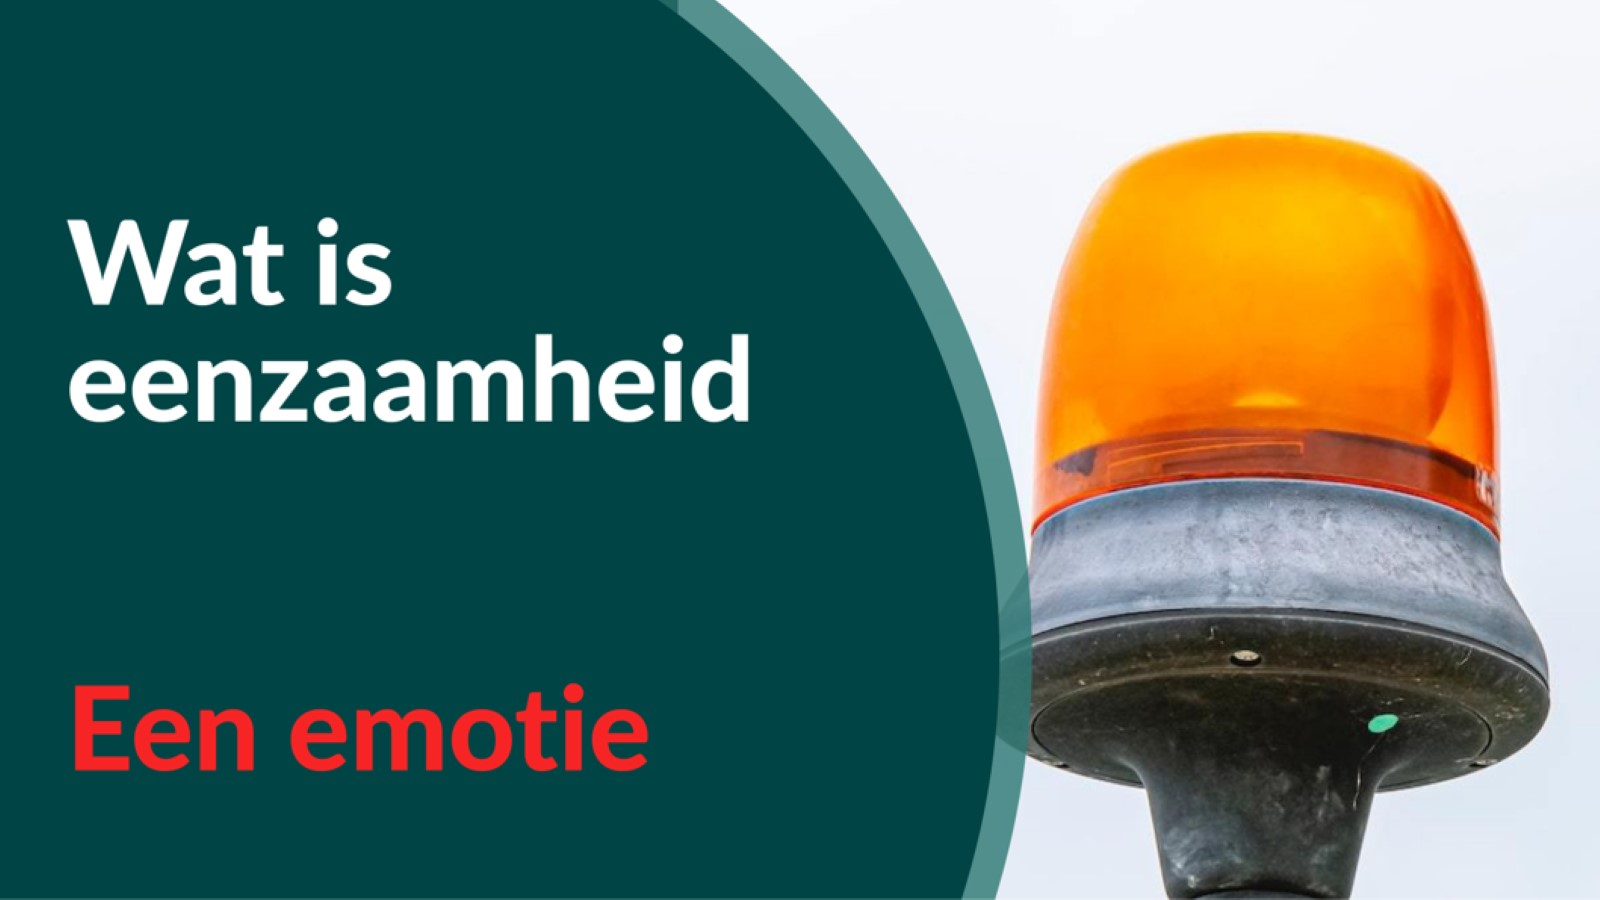 Wat is
eenzaamheid
Een emotie